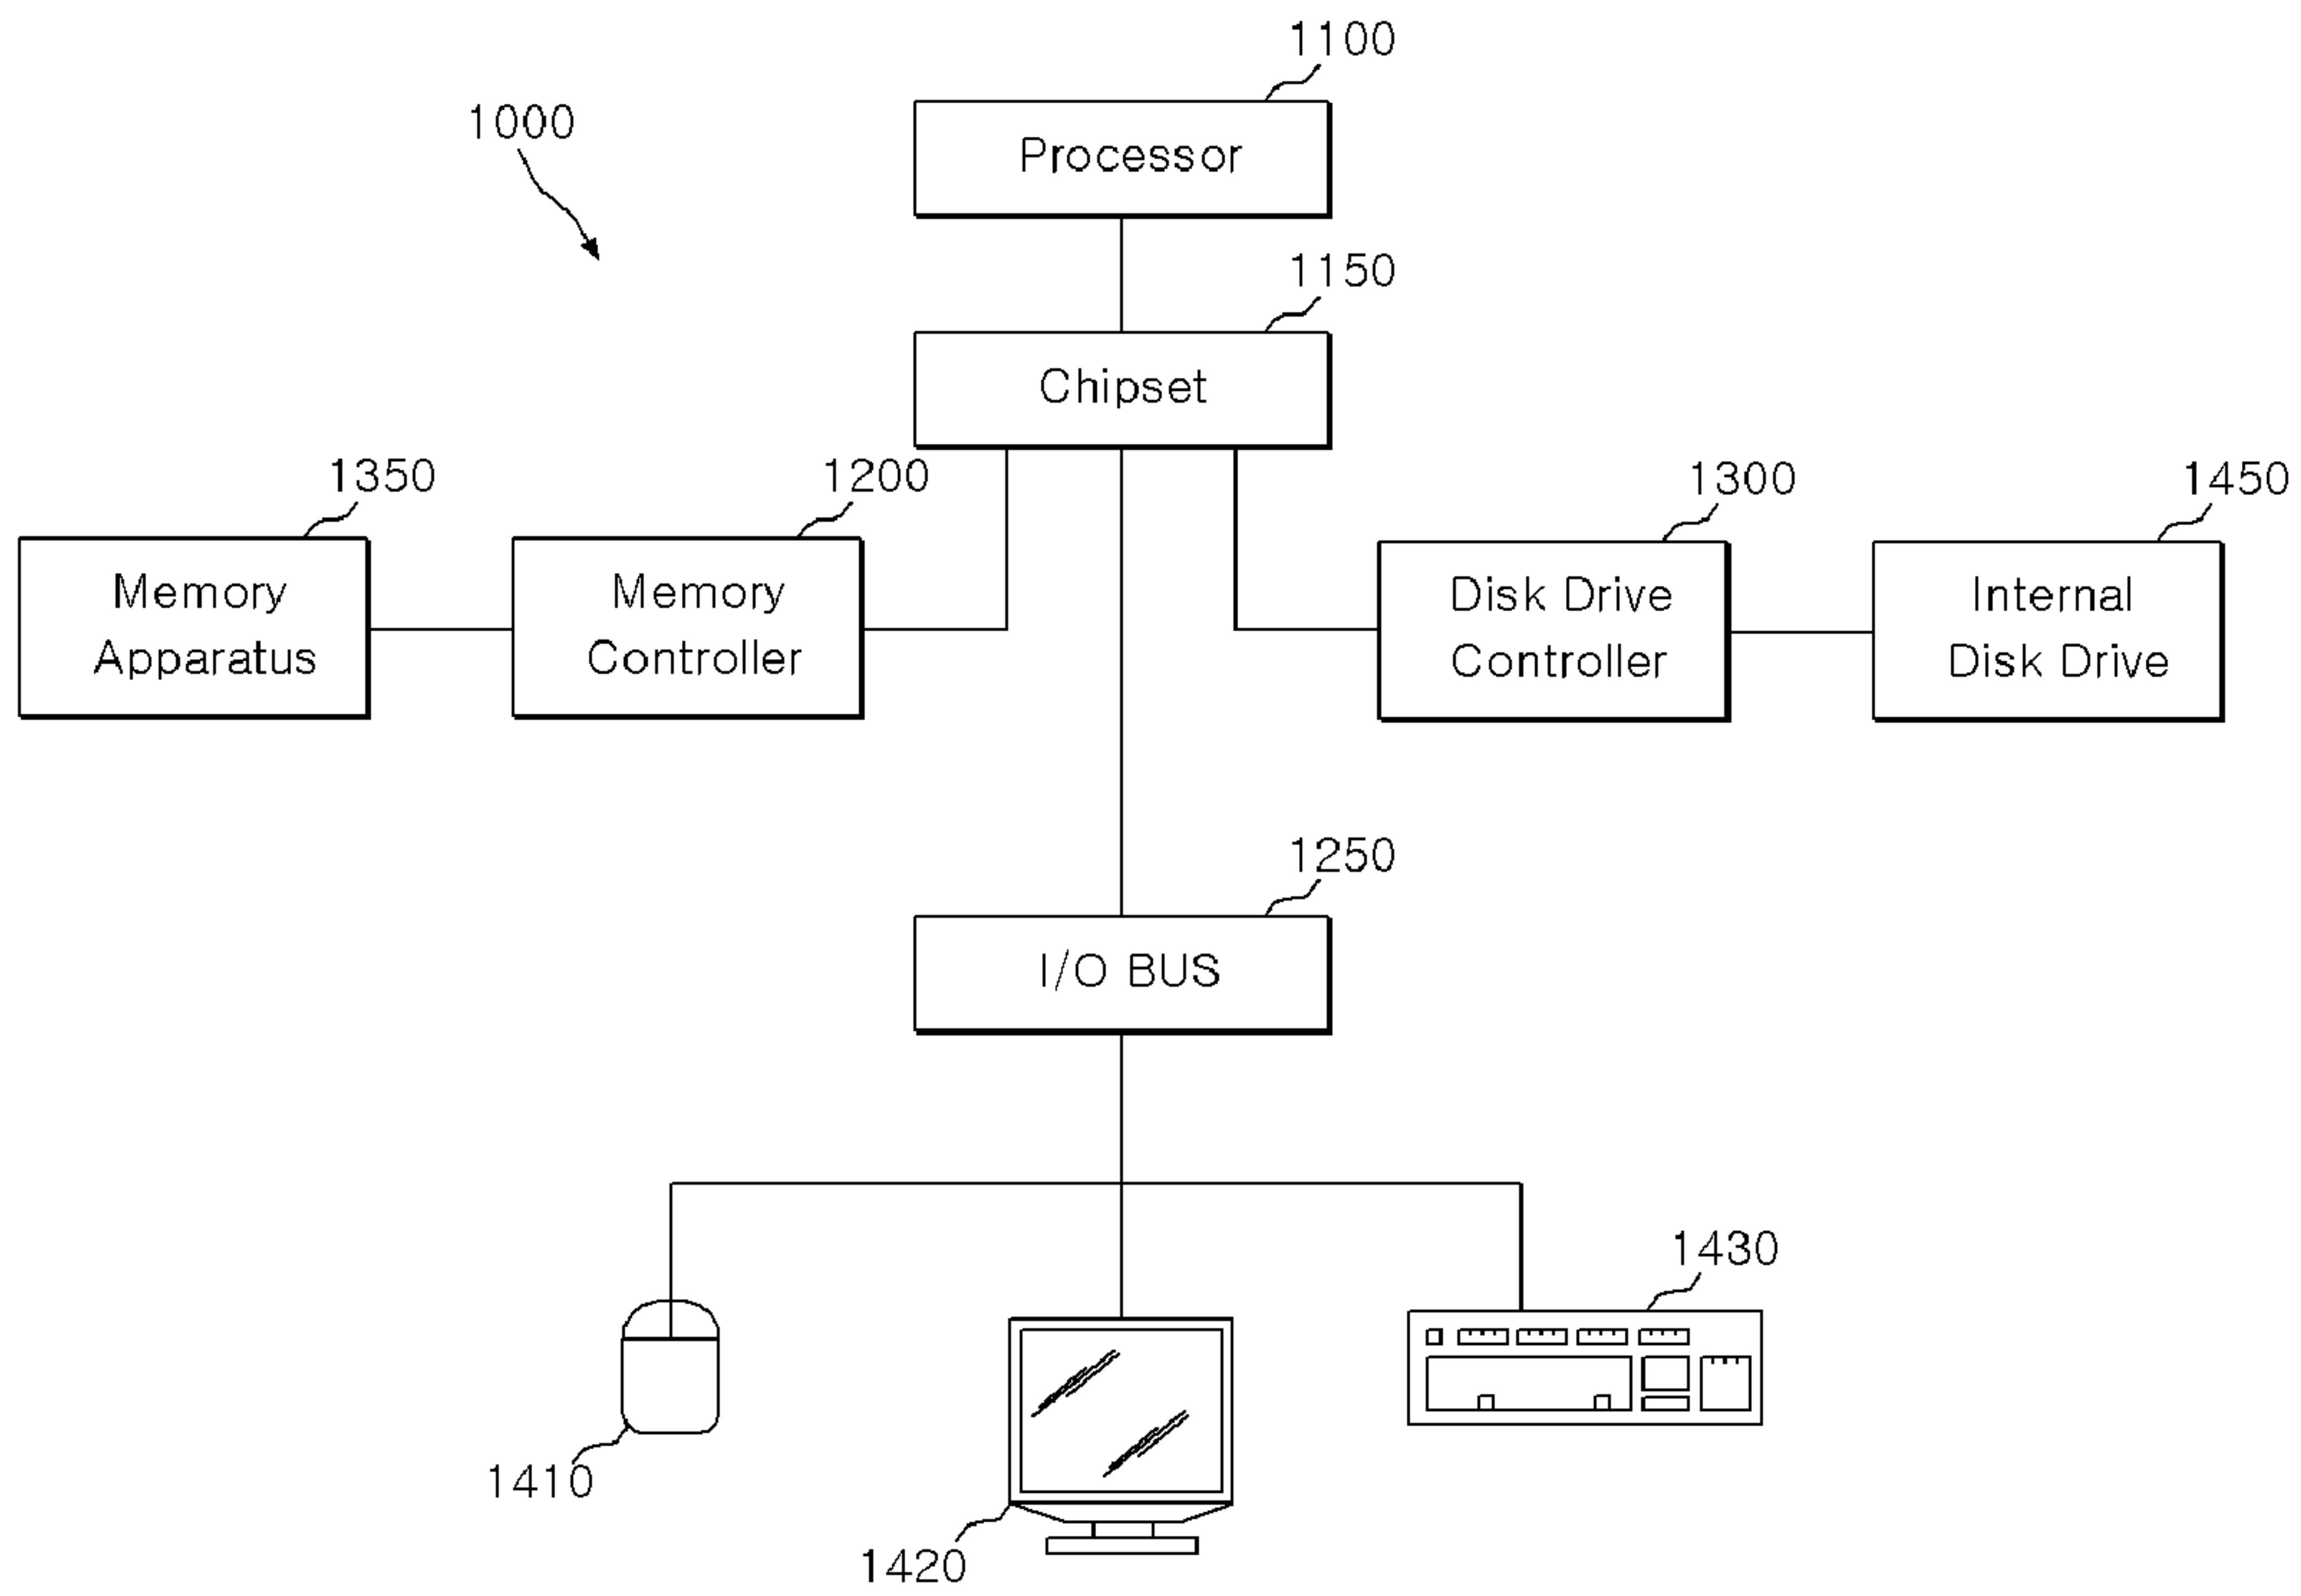 1100
1000
Processor
1150
Chipset
1350
1200
1300
1450
Memory
Apparatus
Memory
Controller
Disk Drive
Controller
Internal
Disk Drive
1250
I/O BUS
1430
1410
1420